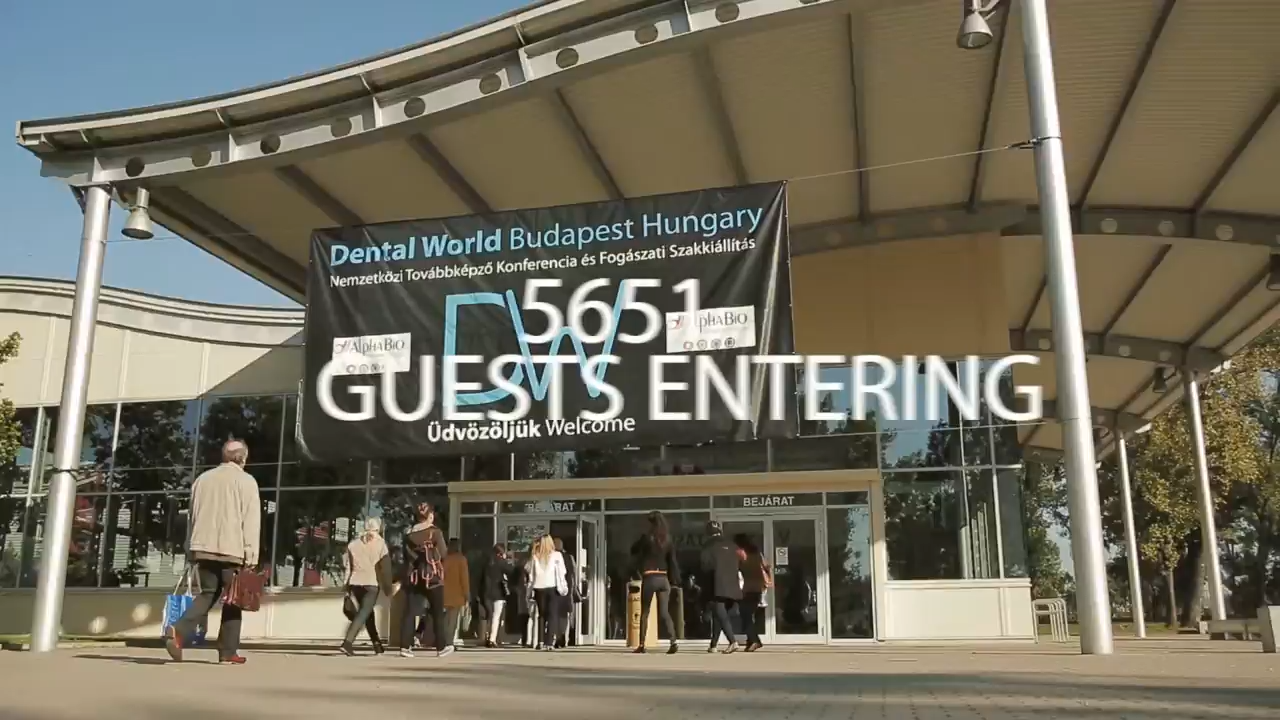 Dental World Budapest Hungary
Nemzetközi Továbbképző Konferencia és Fogászati Szakkiállítás
DW
5651
GUESTS ENTERING
AlphaBio
AlphaBio
Üdvözöljük Welcome
BEJÁRAT
BEJÁRAT